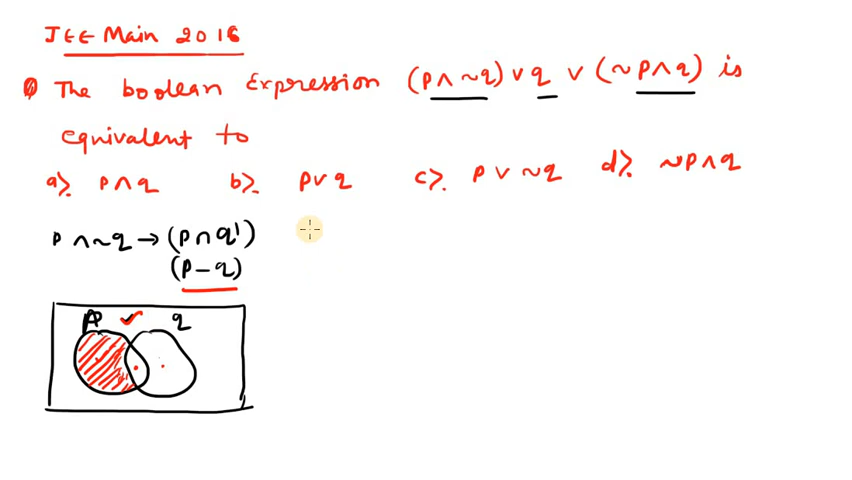 JEE Main 2016
Q The boolean Expression (p ∧ ~q) ∨ q ∨ (~p ∧ q) is
equivalent to
a). p ∧ q b). p ∨ q c). p ∨ ~q d). ~p ∧ q
p ∧ ~q → (p ∩ q')
(p – q)
p q